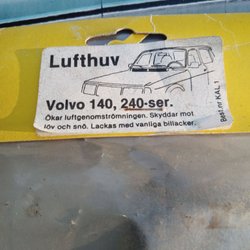 Lufthuv
Volvo 140, 240-ser.
Ökar luftgenomströmningen. Skyddar mot
löv och snö. Lackas med vanliga billacker.
Best.nr KAL 1